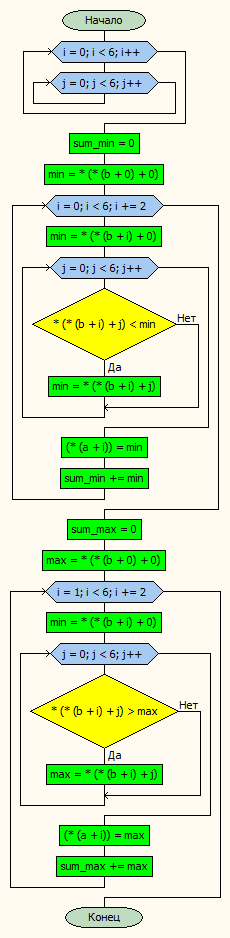 Начало
i = 0; i < 6; i++
j = 0; j < 6; j++
sum_min = 0
min = * (* (b + 0) + 0)
i = 0; i < 6; i += 2
min = * (* (b + i) + 0)
j = 0; j < 6; j++
* (* (b + i) + j) < min
Нет
Да
min = * (* (b + i) + j)
(* (a + i)) = min
sum_min += min
sum_max = 0
max = * (* (b + 0) + 0)
i = 1; i < 6; i += 2
min = * (* (b + i) + 0)
j = 0; j < 6; j++
* (* (b + i) + j) > max
Нет
Да
max = * (* (b + i) + j)
(* (a + i)) = max
sum_max += max
Конец